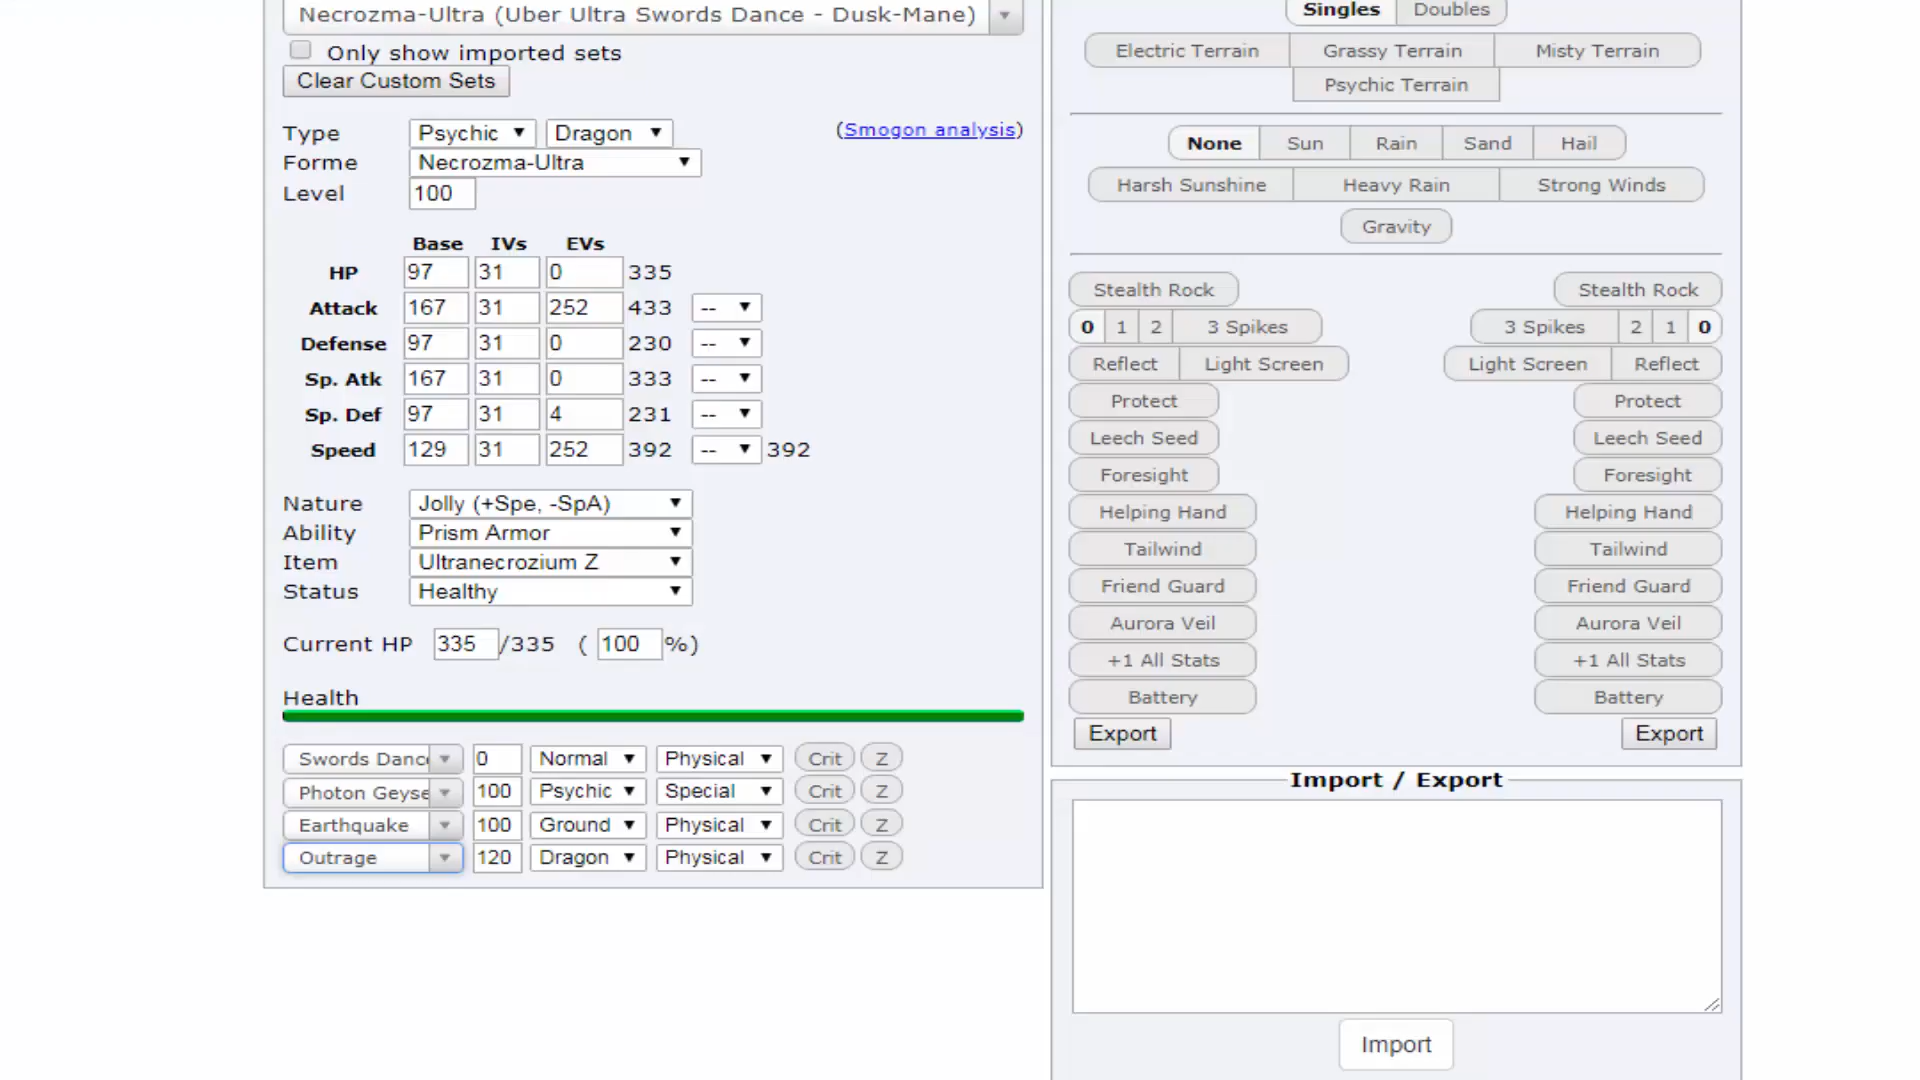 Necrozma-Ultra (Uber Ultra Swords Dance - Dusk-Mane)
Only show imported sets
Clear Custom Sets
Type Psychic Dragon (Smogon analysis)
Forme Necrozma-Ultra
Level 100
Base IVs EVs
HP 97 31 0 335
Attack 167 31 252 433 --
Defense 97 31 0 230 --
Sp. Atk 167 31 0 333 --
Sp. Def 97 31 4 231 --
Speed 129 31 252 392 -- 392
Nature Jolly (+Spe, -SpA)
Ability Prism Armor
Item Ultranecrozium Z
Status Healthy
Current HP 335/335 ( 100 %)
Health
Swords Danc 0 Normal Physical Crit Z
Photon Geyse 100 Psychic Special Crit Z
Earthquake 100 Ground Physical Crit Z
Outrage 120 Dragon Physical Crit Z
Singles Doubles
Electric Terrain Grassy Terrain Misty Terrain
Psychic Terrain
None Sun Rain Sand Hail
Harsh Sunshine Heavy Rain Strong Winds
Gravity
Stealth Rock Stealth Rock
0 1 2 3 Spikes 3 Spikes 2 1 0
Reflect Light Screen Light Screen Reflect
Protect Protect
Leech Seed Leech Seed
Foresight Foresight
Helping Hand Helping Hand
Tailwind Tailwind
Friend Guard Friend Guard
Aurora Veil Aurora Veil
+1 All Stats +1 All Stats
Battery Battery
Export Export
Import / Export
Import